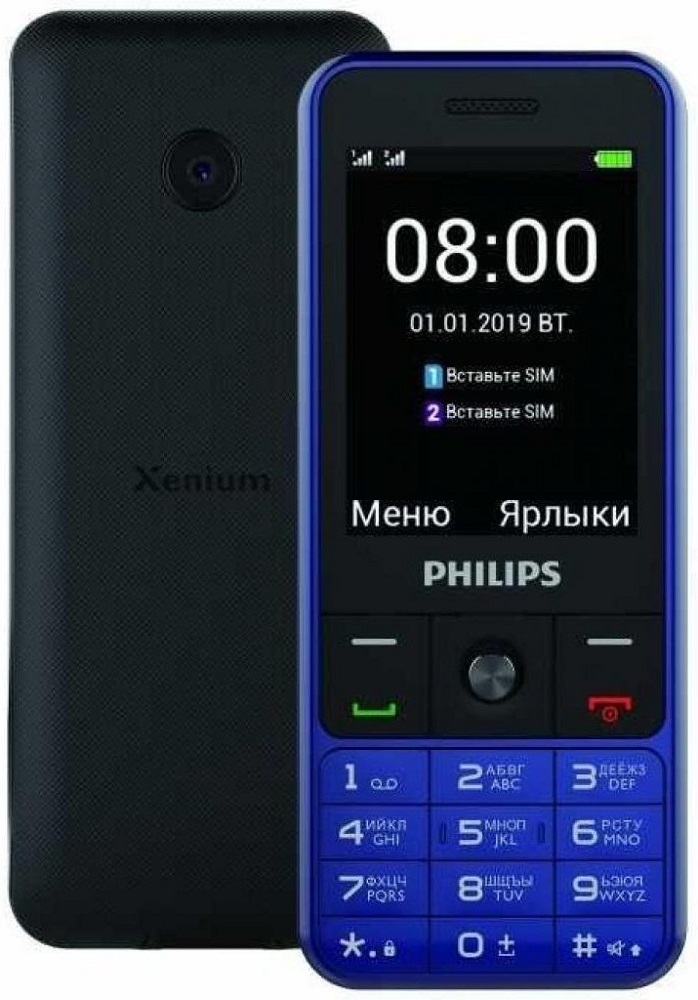 Xenium
08:00
01.01.2019 ВТ.
1 Вставьте SIM
2 Вставьте SIM
Меню Ярлыки
PHILIPS
1 2 АБВГ ABC 3 ДЕЁЖЗ DEF
4 ИЙКЛ GHI 5 МНОП JKL 6 РСТУ MNO
7 ФХЦЧ PQRS 8 ШЩЪЫ TUV 9 ЬЭЮЯ WXYZ
*. 0 + #